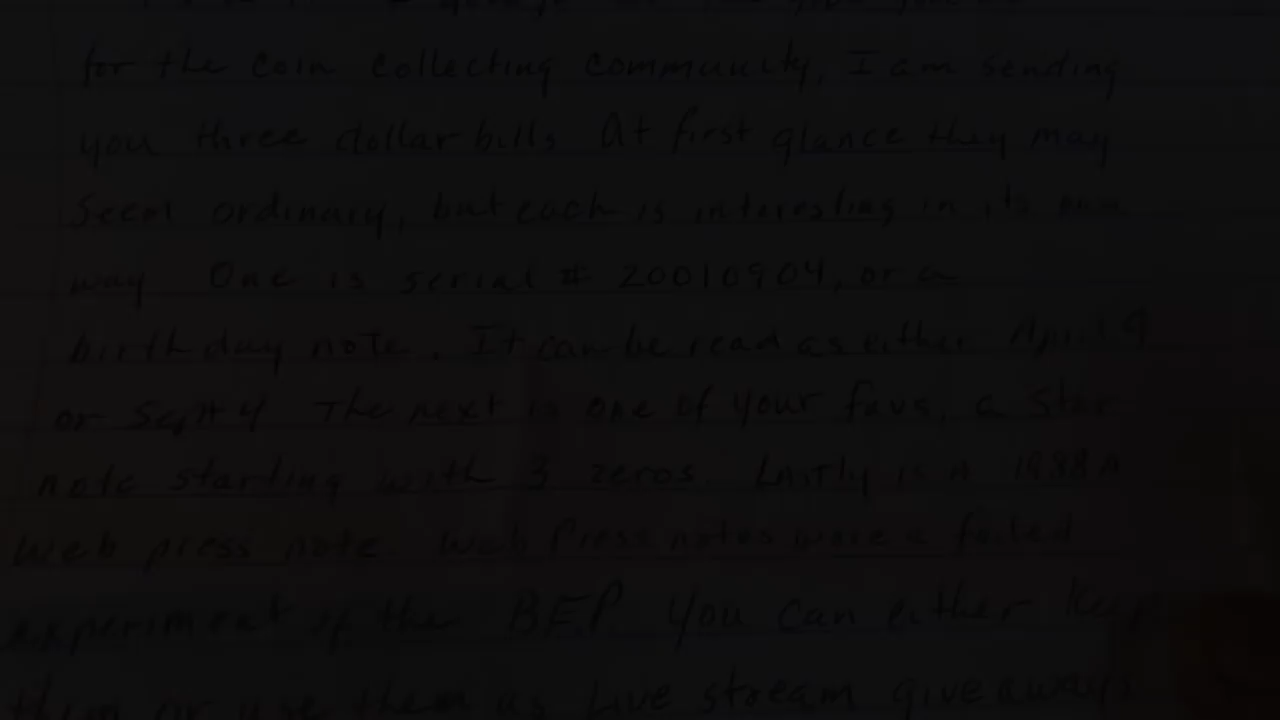 for the coin collecting community, I am sending
you three dollar bills At first glance they may
seem ordinary, but each is interesting in its own
way One is serial # 20010904, or a
birthday note. It can be read as either April 9
or Sept 4 The next is one of your favs, a star
note starting with 3 zeros. Lastly is a 1988A
web press note Web Press notes were a failed
experiment of the B.E.P. You can either keep
them or use them as live stream giveaways